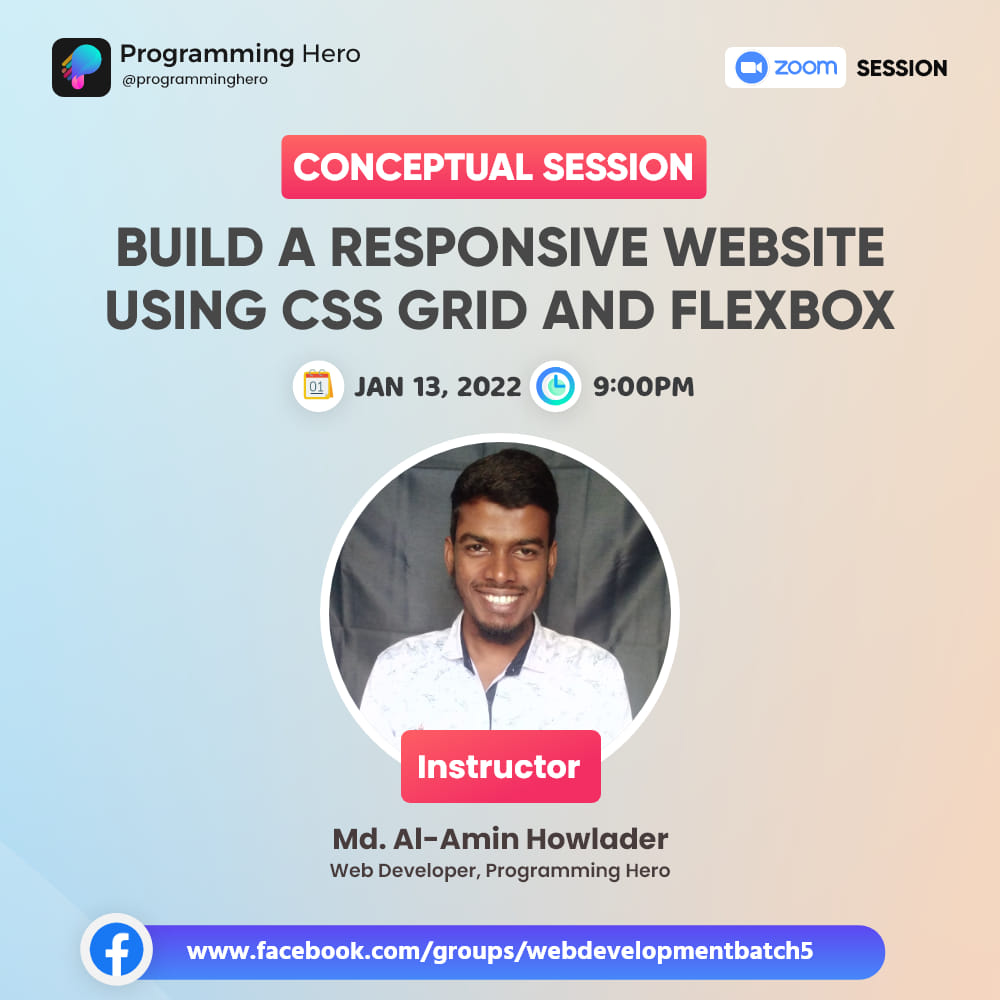 Programming Hero
@programminghero
zoom SESSION
CONCEPTUAL SESSION
BUILD A RESPONSIVE WEBSITE
USING CSS GRID AND FLEXBOX
01 JAN 13, 2022 9:00PM
Instructor
Md. Al-Amin Howlader
Web Developer, Programming Hero
www.facebook.com/groups/webdevelopmentbatch5